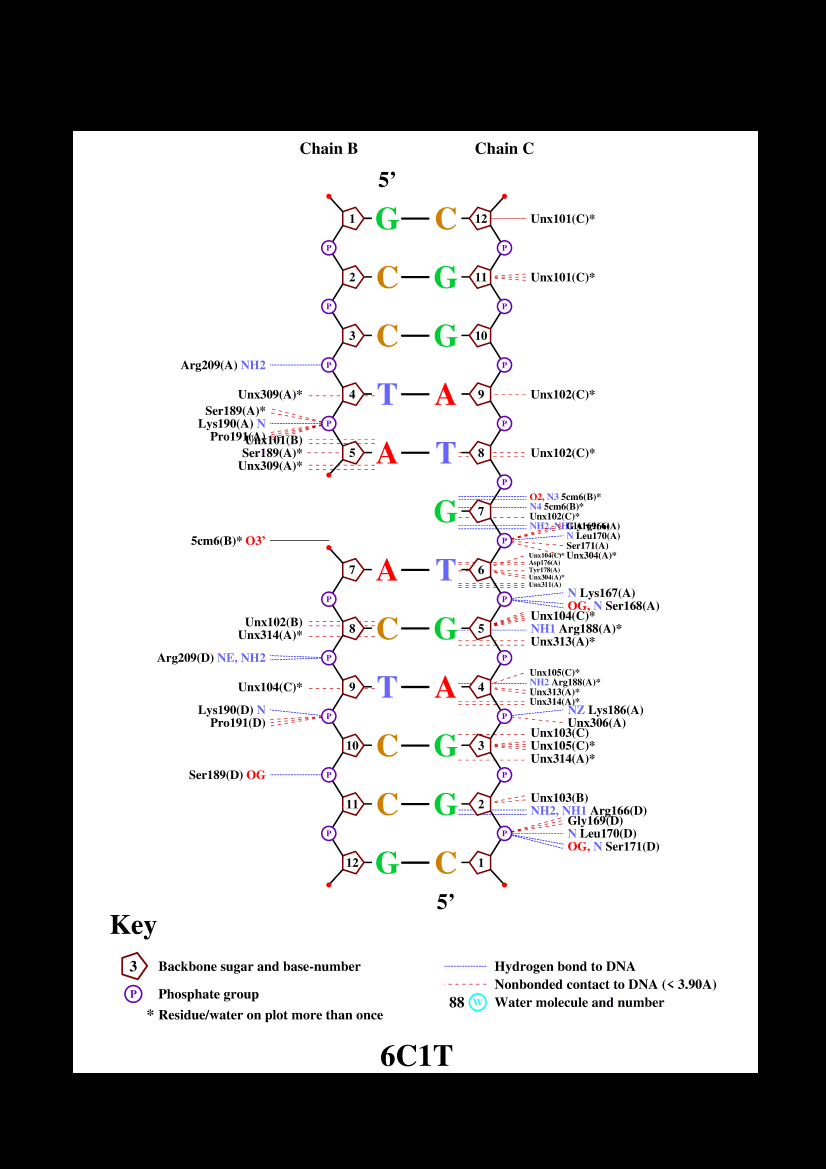 Chain B Chain C
5’
1 G C 12 Unx101(C)*
P P
2 C G 11 Unx101(C)*
P P
3 C G 10
Arg209(A) NH2 P P
Unx309(A)* 4 T A 9 Unx102(C)*
Ser189(A)*
Lys190(A) N P P
Pro191(A)
Unx101(B)
Ser189(A)* 5 A T 8 Unx102(C)*
Unx309(A)*
P
O2, N3 5cm6(B)*
N4 5cm6(B)*
G 7 Unx102(C)*
Gly169(A)
P N Leu170(A)
5cm6(B)* O3’ Ser171(A)
Unx104(C)* Unx304(A)*
Asp176(A)
7 A T 6 Tyr178(A)
Unx304(A)*
Unx311(A)
N Lys167(A)
P P OG, N Ser168(A)
Unx104(C)*
Unx102(B) 8 C G 5 NH1 Arg188(A)*
Unx314(A)* Unx313(A)*
Arg209(D) NE, NH2 P P
Unx105(C)*
NH2 Arg188(A)*
Unx104(C)* 9 T A 4 Unx313(A)*
Unx314(A)*
Lys190(D) N P P NZ Lys186(A)
Pro191(D) Unx306(A)
Unx103(C)
10 C G 3 Unx105(C)*
Unx314(A)*
Ser189(D) OG P P
Unx103(B)
11 C G 2 NH2, NH1 Arg166(D)
Gly169(D)
P P N Leu170(D)
OG, N Ser171(D)
12 G C 1
5’
Key
3 Backbone sugar and base-number
P Phosphate group
* Residue/water on plot more than once
Hydrogen bond to DNA
Nonbonded contact to DNA (< 3.90A)
88 W Water molecule and number
6C1T